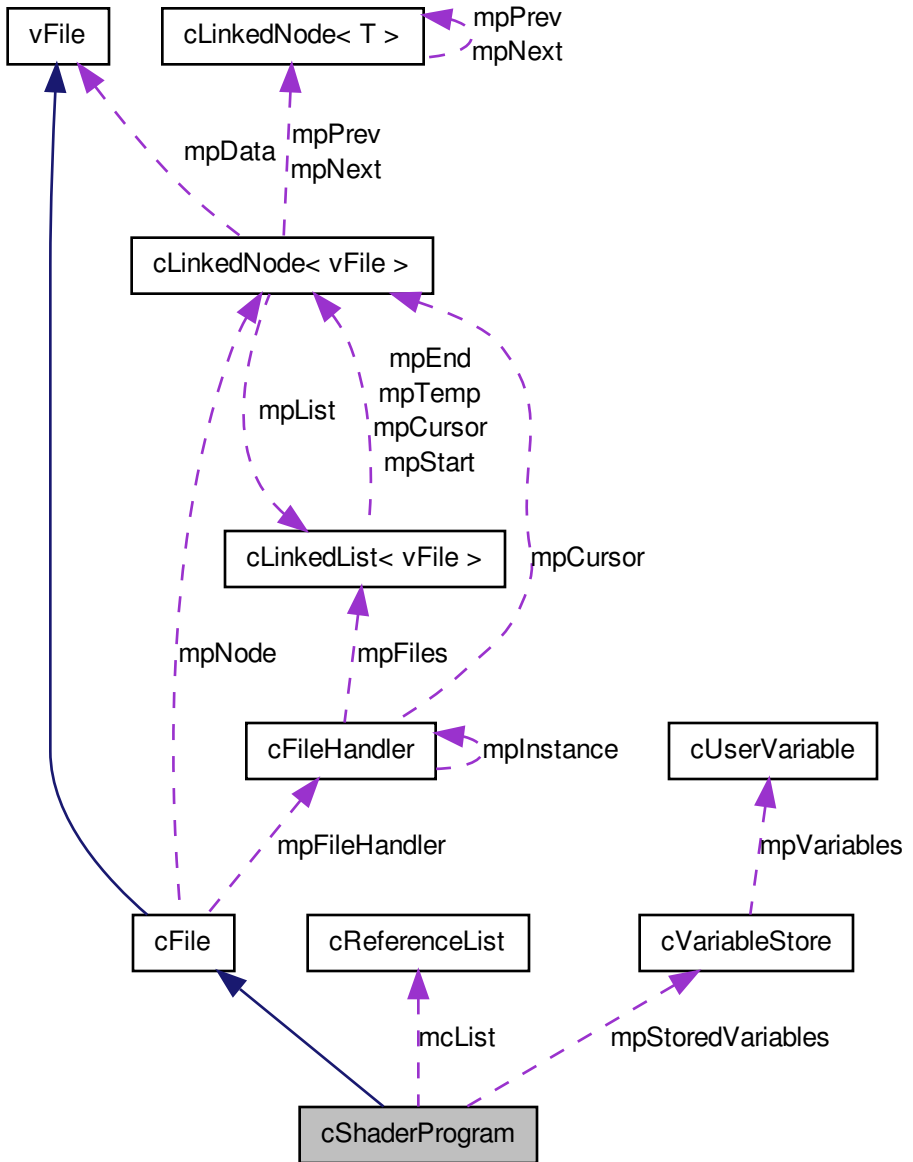 vFile
cLinkedNode< T >
mpPrev
mpNext
mpData
mpPrev
mpNext
cLinkedNode< vFile >
mpList
mpEnd
mpTemp
mpCursor
mpStart
cLinkedList< vFile >
mpCursor
mpNode
mpFiles
cFileHandler
mpInstance
cUserVariable
mpFileHandler
mpVariables
cFile
cReferenceList
cVariableStore
mcList
mpStoredVariables
cShaderProgram